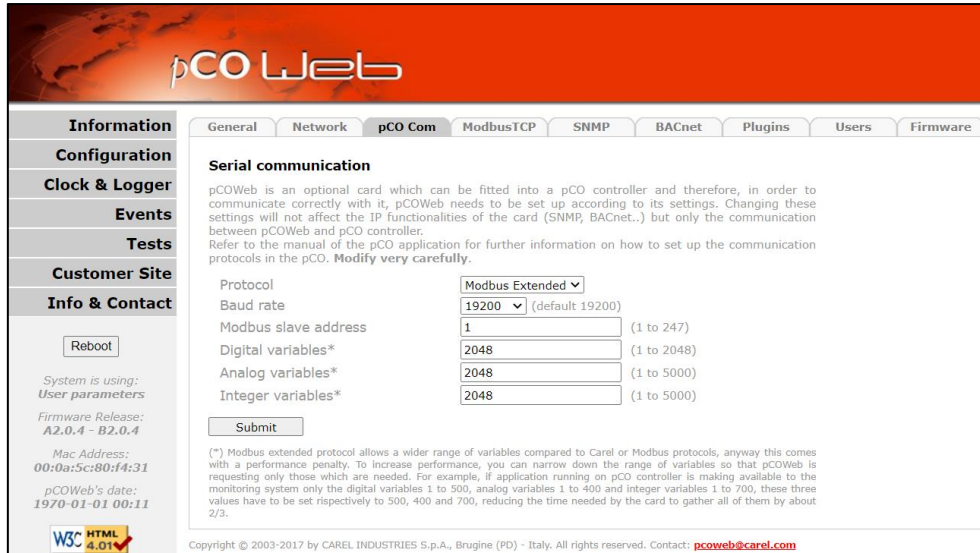 pCO Web
Information
Configuration
Clock & Logger
Events
Tests
Customer Site
Info & Contact
Reboot
System is using:
User parameters
Firmware Release:
A2.0.4 - B2.0.4
Mac Address:
00:0a:5c:80:f4:31
pCOWeb's date:
1970-01-01 00:11
W3C HTML 4.01
General Network pCO Com ModbusTCP SNMP BACnet Plugins Users Firmware
Serial communication
pCOWeb is an optional card which can be fitted into a pCO controller and therefore, in order to
communicate correctly with it, pCOWeb needs to be set up according to its settings. Changing these
settings will not affect the IP functionalities of the card (SNMP, BACnet..) but only the communication
between pCOWeb and pCO controller.
Refer to the manual of the pCO application for further information on how to set up the communication
protocols in the pCO. Modify very carefully.
Protocol Modbus Extended
Baud rate 19200 (default 19200)
Modbus slave address 1 (1 to 247)
Digital variables* 2048 (1 to 2048)
Analog variables* 2048 (1 to 5000)
Integer variables* 2048 (1 to 5000)
Submit
(*) Modbus extended protocol allows a wider range of variables compared to Carel or Modbus protocols, anyway this comes
with a performance penalty. To increase performance, you can narrow down the range of variables so that pCOWeb is
requesting only those which are needed. For example, if application running on pCO controller is making available to the
monitoring system only the digital variables 1 to 500, analog variables 1 to 400 and integer variables 1 to 700, these three
values have to be set rispectively to 500, 400 and 700, reducing the time needed by the card to gather all of them by about
2/3.
Copyright © 2003-2017 by CAREL INDUSTRIES S.p.A., Brugine (PD) - Italy. All rights reserved. Contact: pcoweb@carel.com